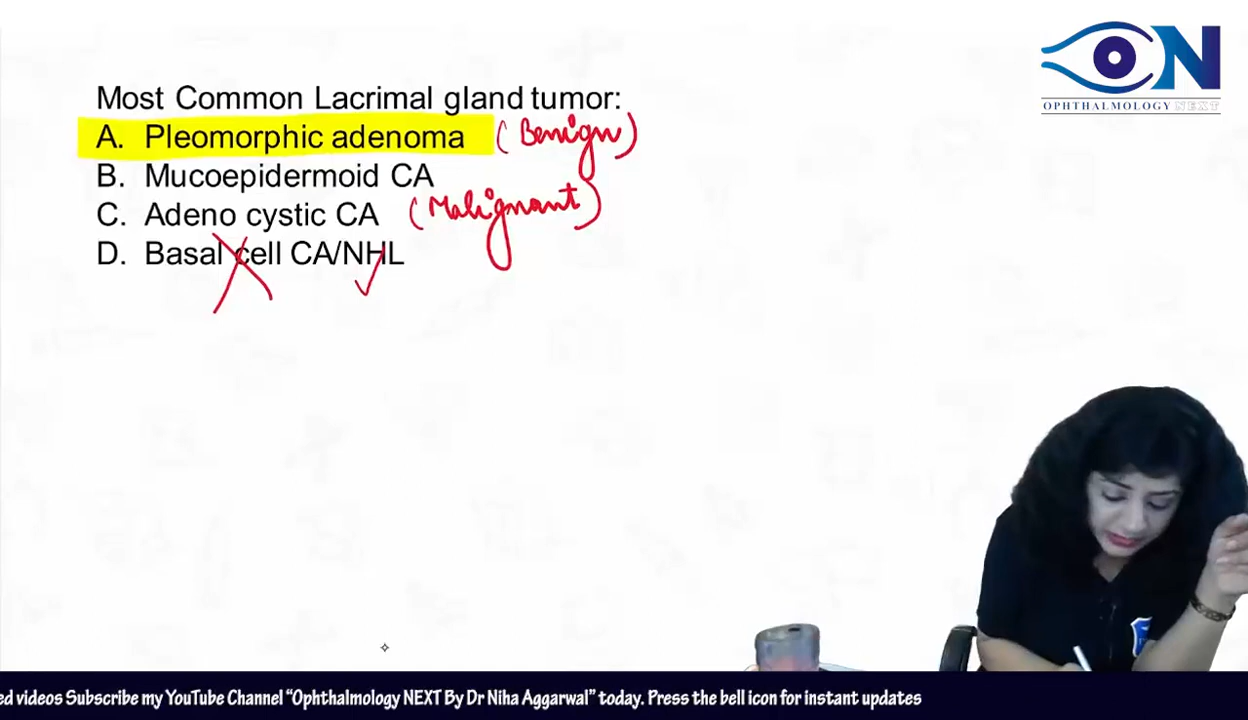 ON
OPHTHALMOLOGY NEXT
Most Common Lacrimal gland tumor:
A. Pleomorphic adenoma (Benign)
B. Mucoepidermoid CA
C. Adeno cystic CA (Malignant)
D. Basal cell CA/NHL
ed videos Subscribe my YouTube Channel “Ophthalmology NEXT By Dr Niha Aggarwal” today. Press the bell icon for instant updates